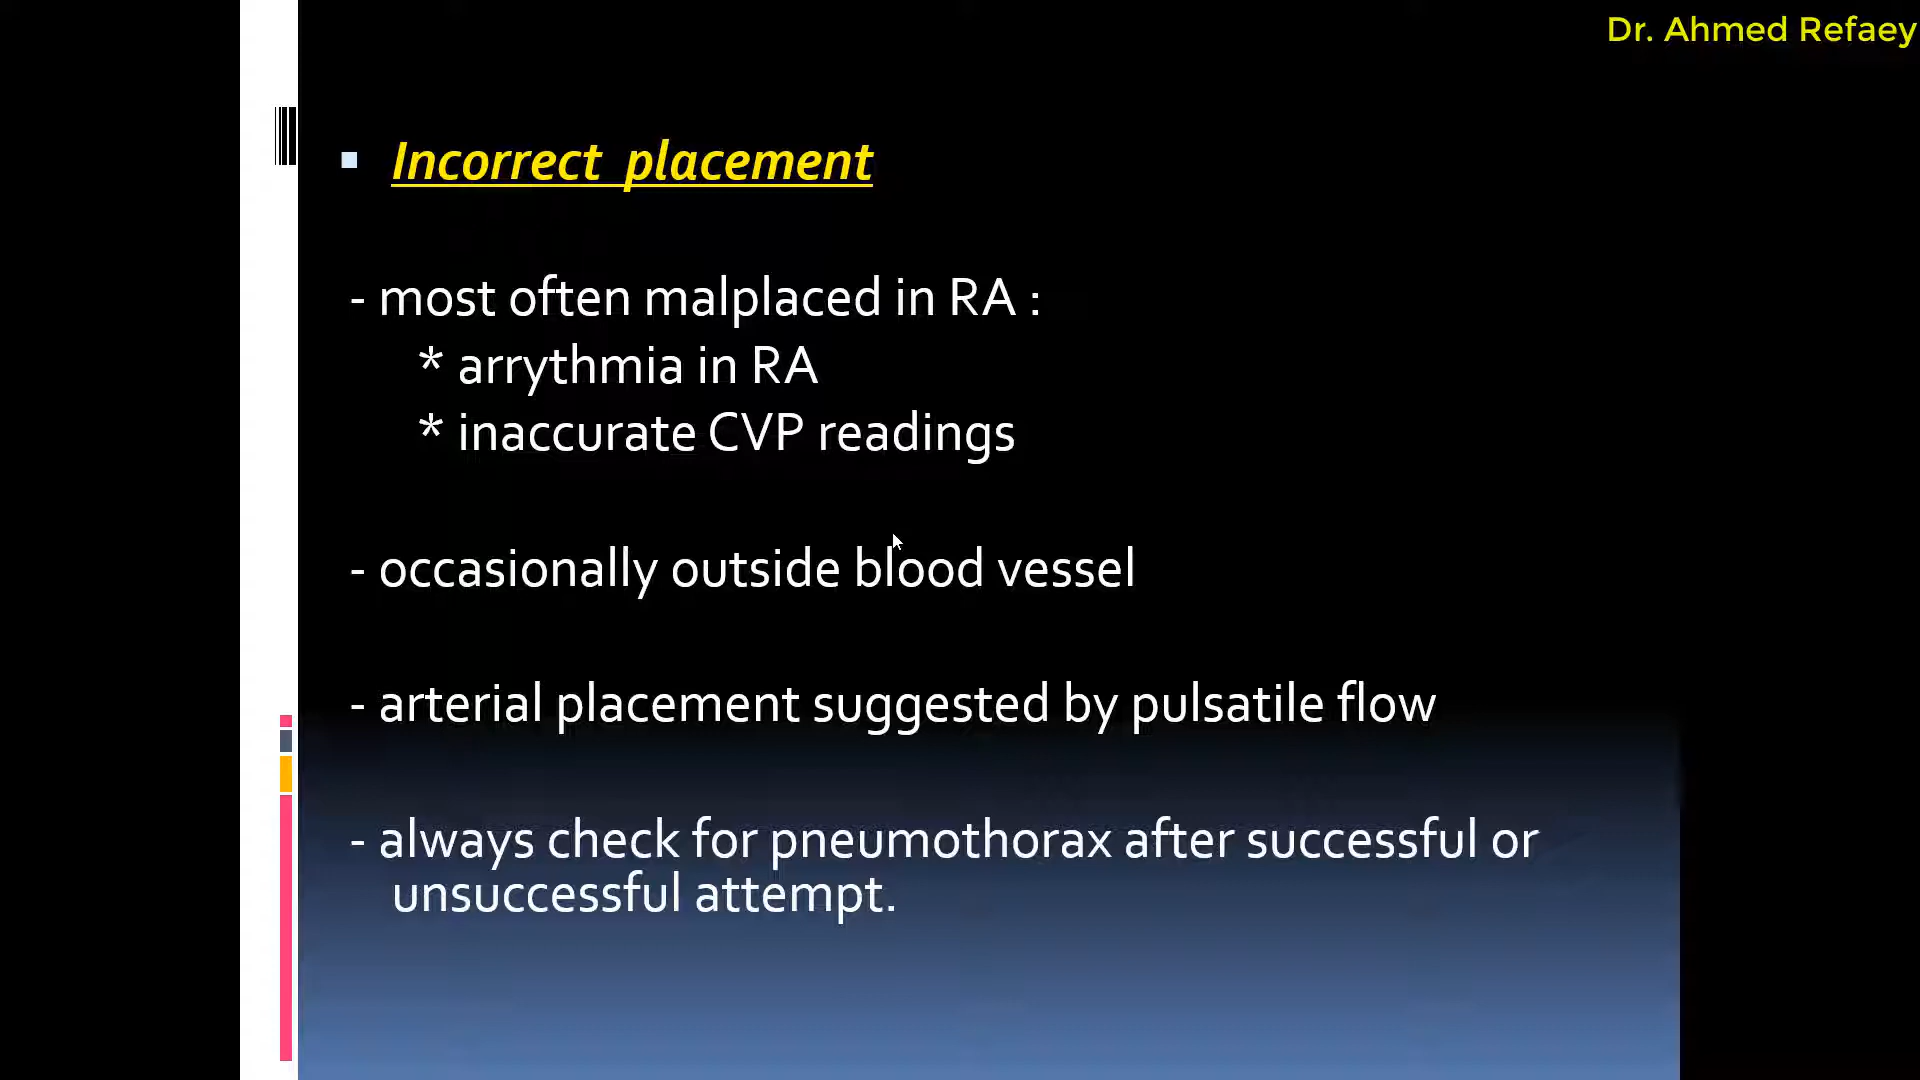 Dr. Ahmed Refaey
Incorrect placement
- most often malplaced in RA :
* arrythmia in RA
* inaccurate CVP readings
- occasionally outside blood vessel
- arterial placement suggested by pulsatile flow
- always check for pneumothorax after successful or
unsuccessful attempt.